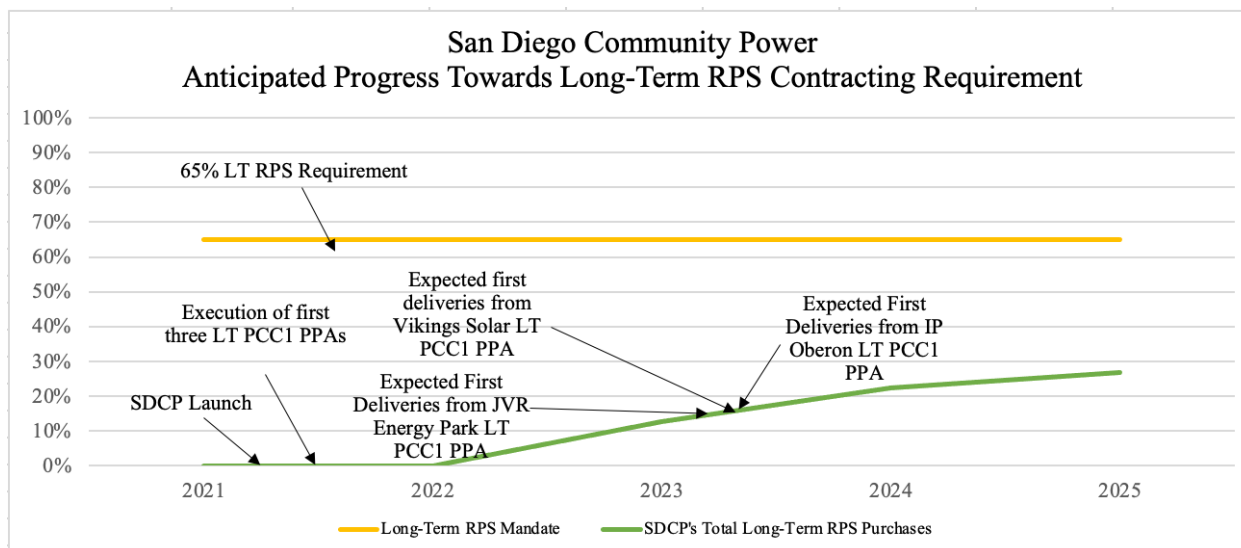 San Diego Community Power
Anticipated Progress Towards Long-Term RPS Contracting Requirement
100%
90%
80%
70%
60%
50%
40%
30%
20%
10%
0%
65% LT RPS Requirement
Execution of first
three LT PCC1 PPAs
SDCP Launch
Expected first
deliveries from
Vikings Solar LT
PCC1 PPA
Expected First
Deliveries from JVR
Energy Park LT
PCC1 PPA
Expected First
Deliveries from IP
Oberon LT PCC1
PPA
2021 2022 2023 2024 2025
Long-Term RPS Mandate SDCP's Total Long-Term RPS Purchases